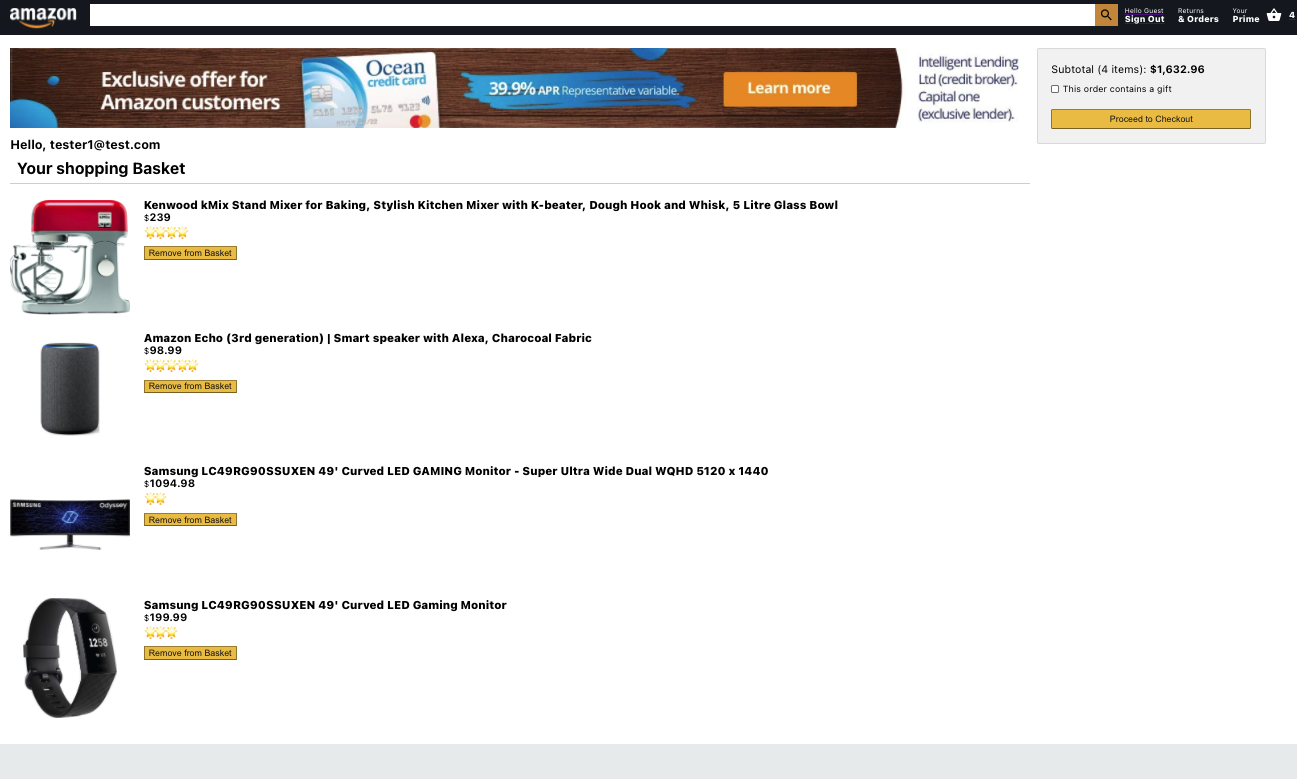 amazon
Hello Guest
Sign Out
Returns
& Orders
Your
Prime
4
Exclusive offer for
Amazon customers
Ocean
credit card
39.9% APR Representative variable.
Learn more
Intelligent Lending
Ltd (credit broker).
Capital one
(exclusive lender).
Subtotal (4 items): $1,632.96
This order contains a gift
Proceed to Checkout
Hello, tester1@test.com
Your shopping Basket
Kenwood kMix Stand Mixer for Baking, Stylish Kitchen Mixer with K-beater, Dough Hook and Whisk, 5 Litre Glass Bowl
$239
Remove from Basket
Amazon Echo (3rd generation) | Smart speaker with Alexa, Charocoal Fabric
$98.99
Remove from Basket
Samsung LC49RG90SSUXEN 49' Curved LED GAMING Monitor - Super Ultra Wide Dual WQHD 5120 x 1440
$1094.98
SAMSUNG
Odyssey
Remove from Basket
Samsung LC49RG90SSUXEN 49' Curved LED Gaming Monitor
$199.99
12:58
Remove from Basket